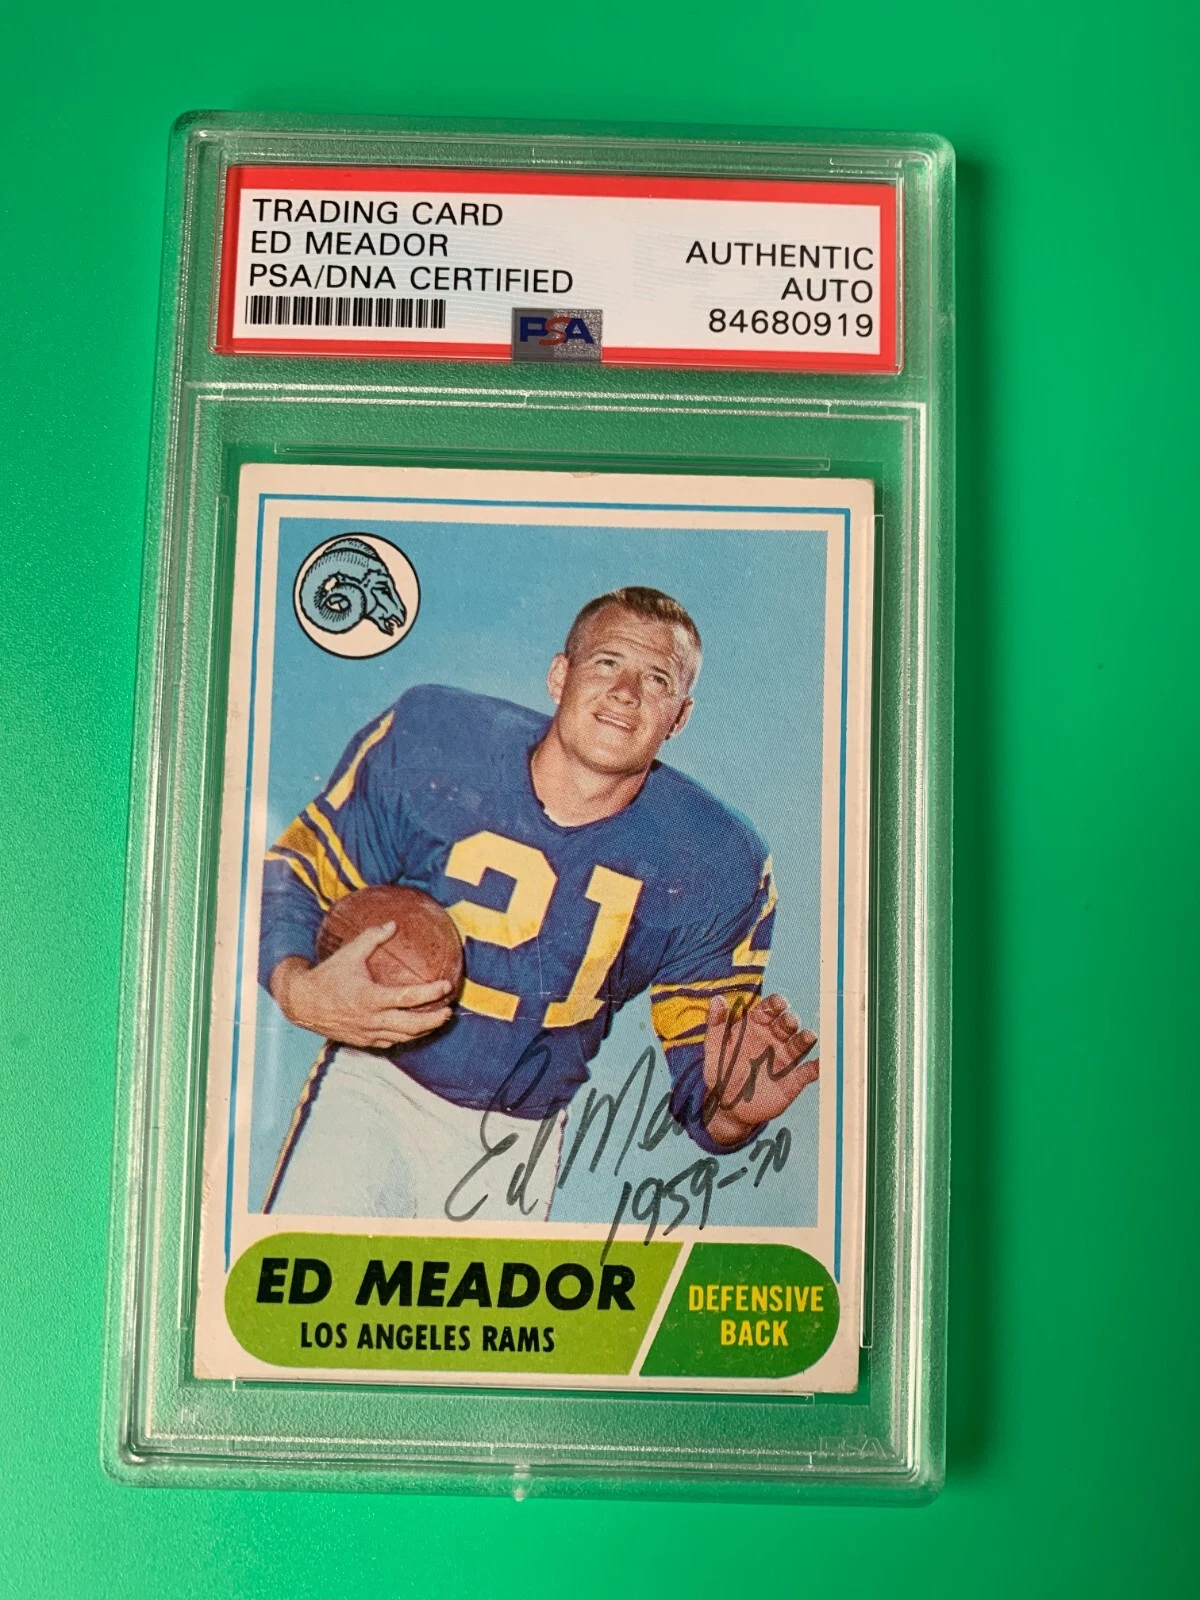 TRADING CARD
ED MEADOR
PSA/DNA CERTIFIED
AUTHENTIC
AUTO
84680919
PSA
21
Ed Meador
1959-70
ED MEADOR
LOS ANGELES RAMS
DEFENSIVE
BACK